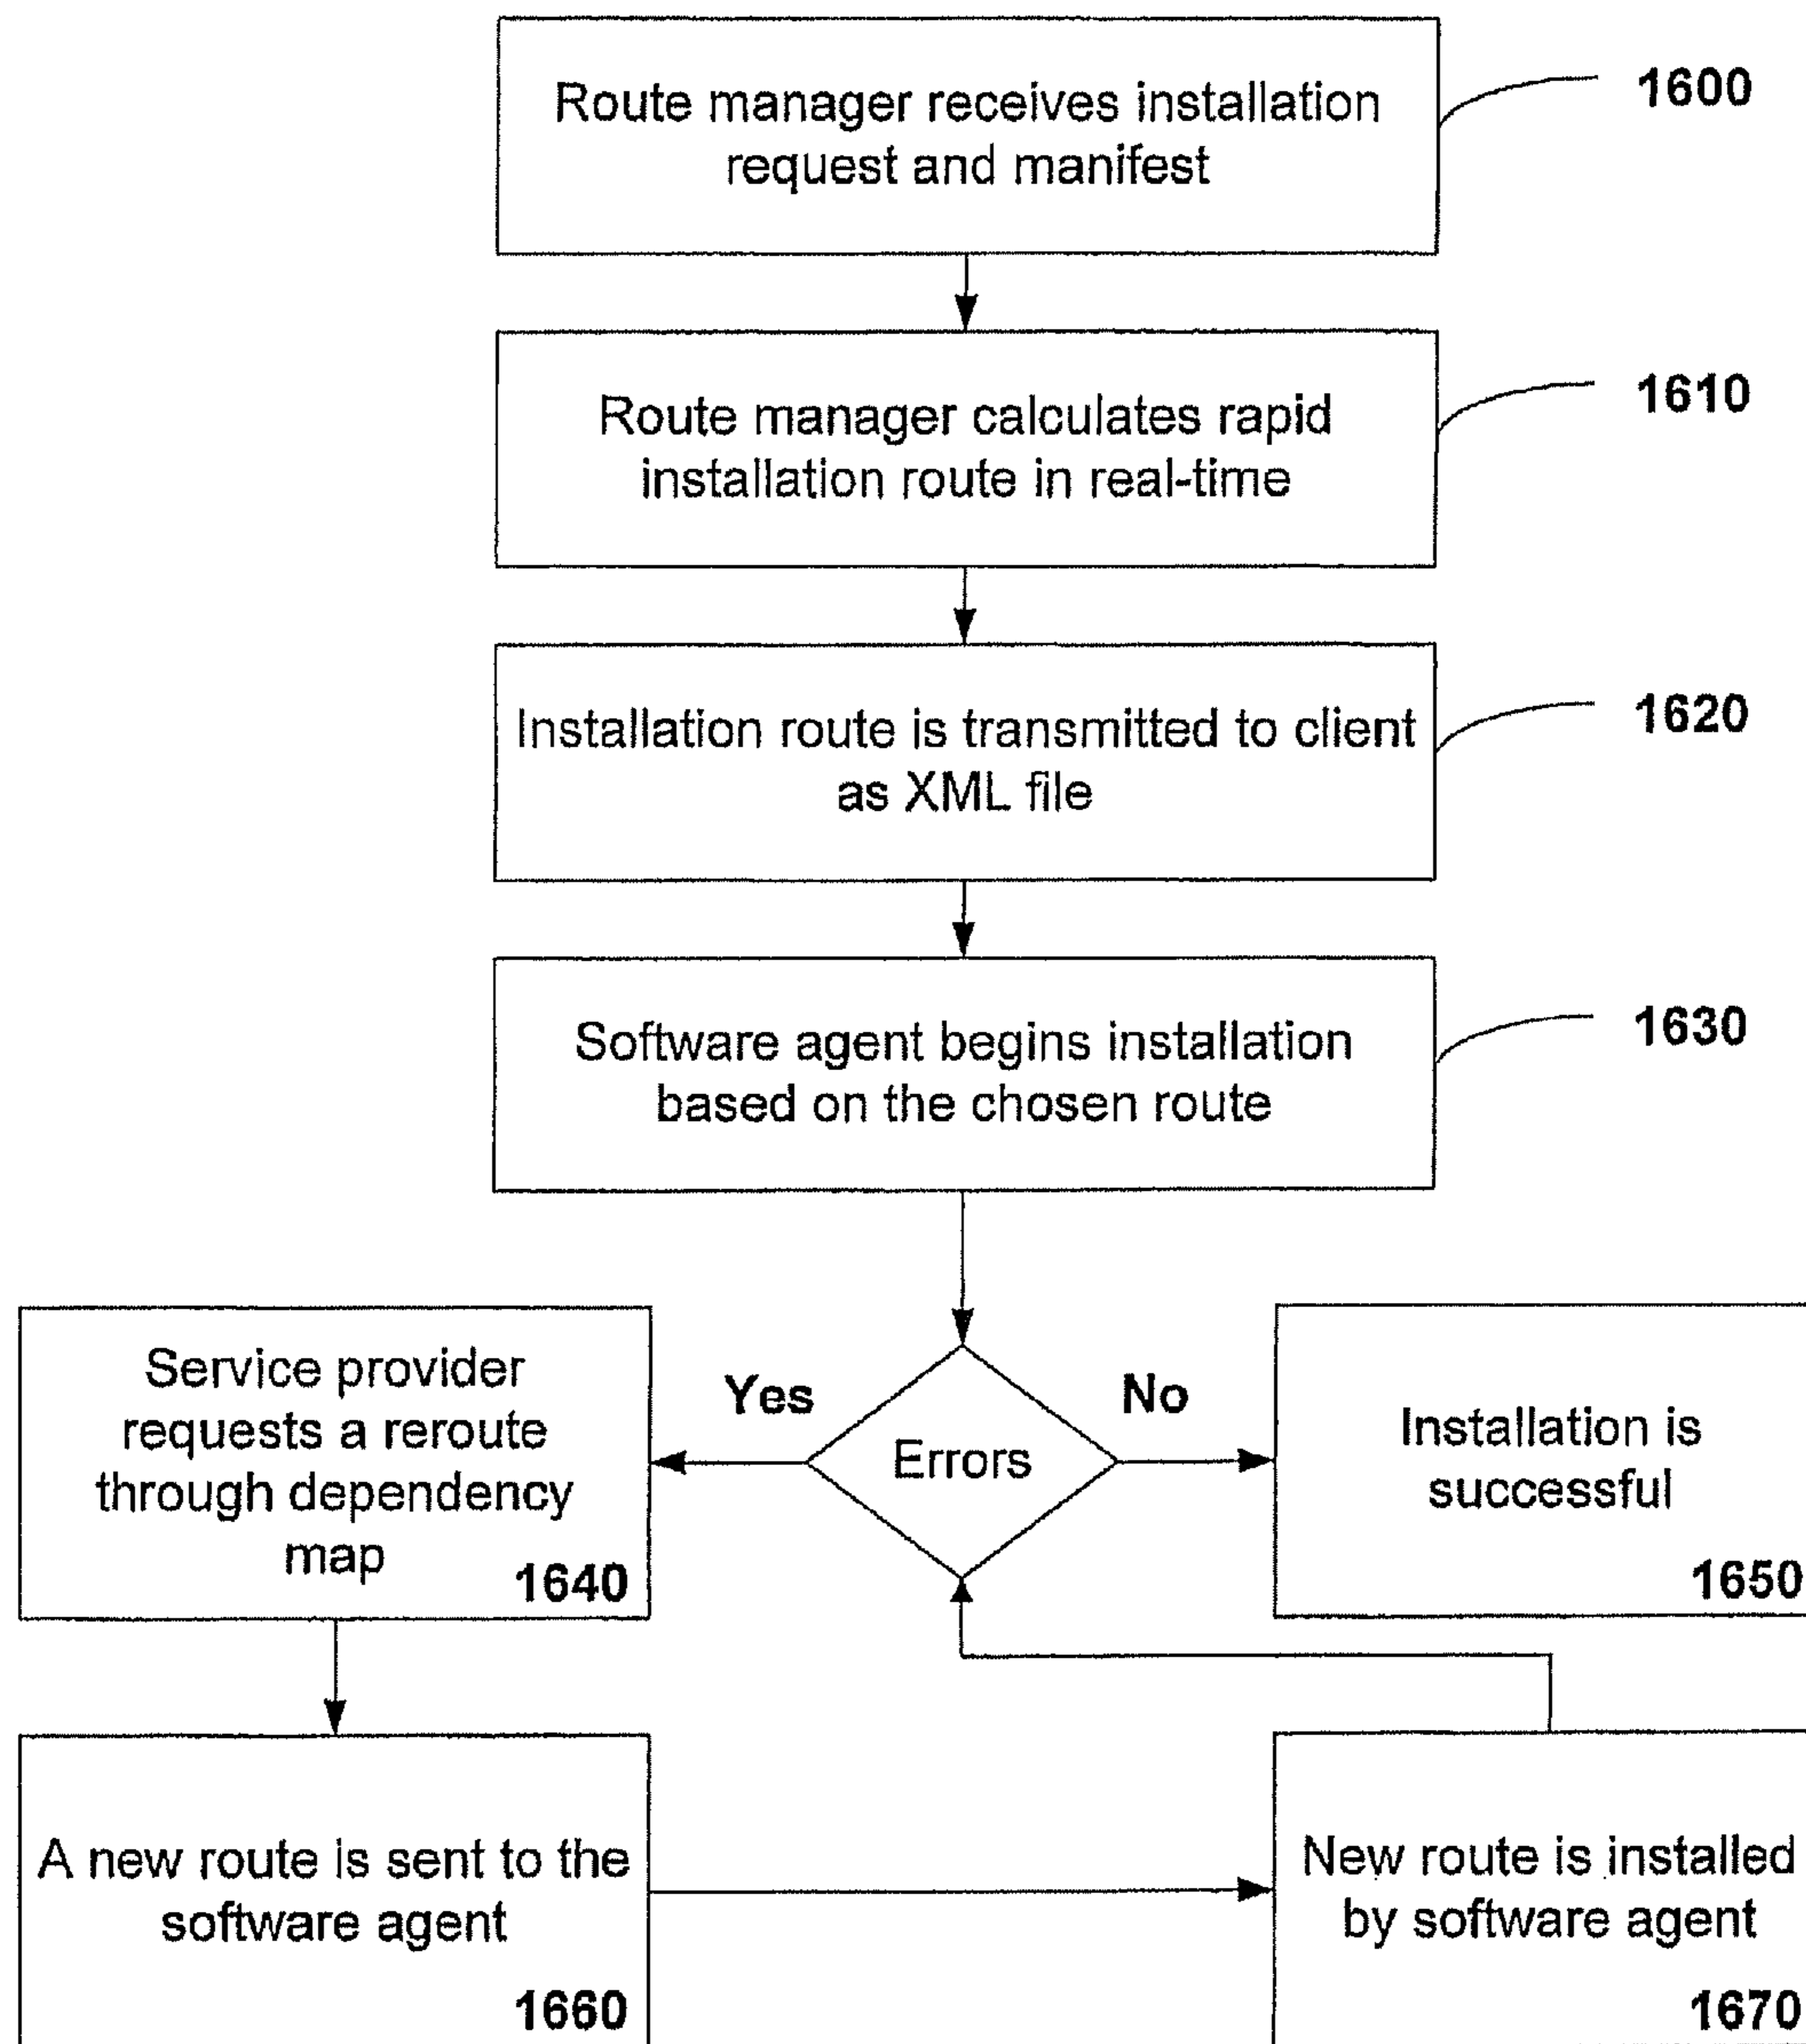 Route manager receives installation
request and manifest
1600
Route manager calculates rapid
installation route in real-time
1610
Installation route is transmitted to client
as XML file
1620
Software agent begins installation
based on the chosen route
1630
Service provider
requests a reroute
through dependency
map
1640
Yes
Errors
No
Installation is
successful
1650
A new route is sent to the
software agent
1660
New route is installed
by software agent
1670